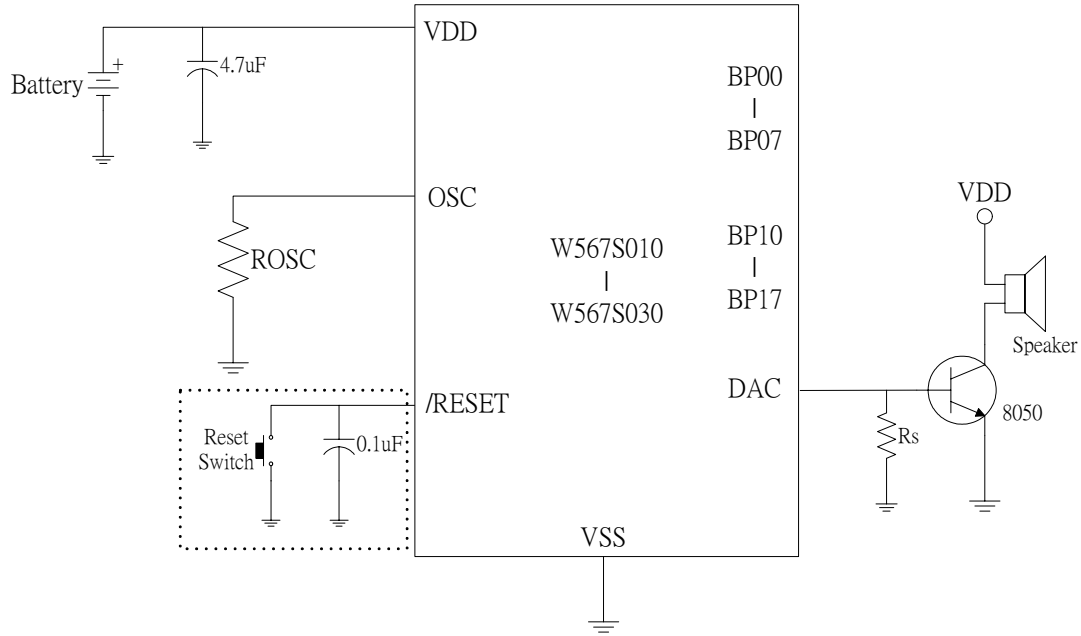 VDD
+
Battery
4.7uF
BP00
|
BP07
OSC
ROSC
W567S010
|
W567S030
BP10
|
BP17
VDD
Speaker
/RESET
Reset
Switch
0.1uF
DAC
Rs
8050
VSS